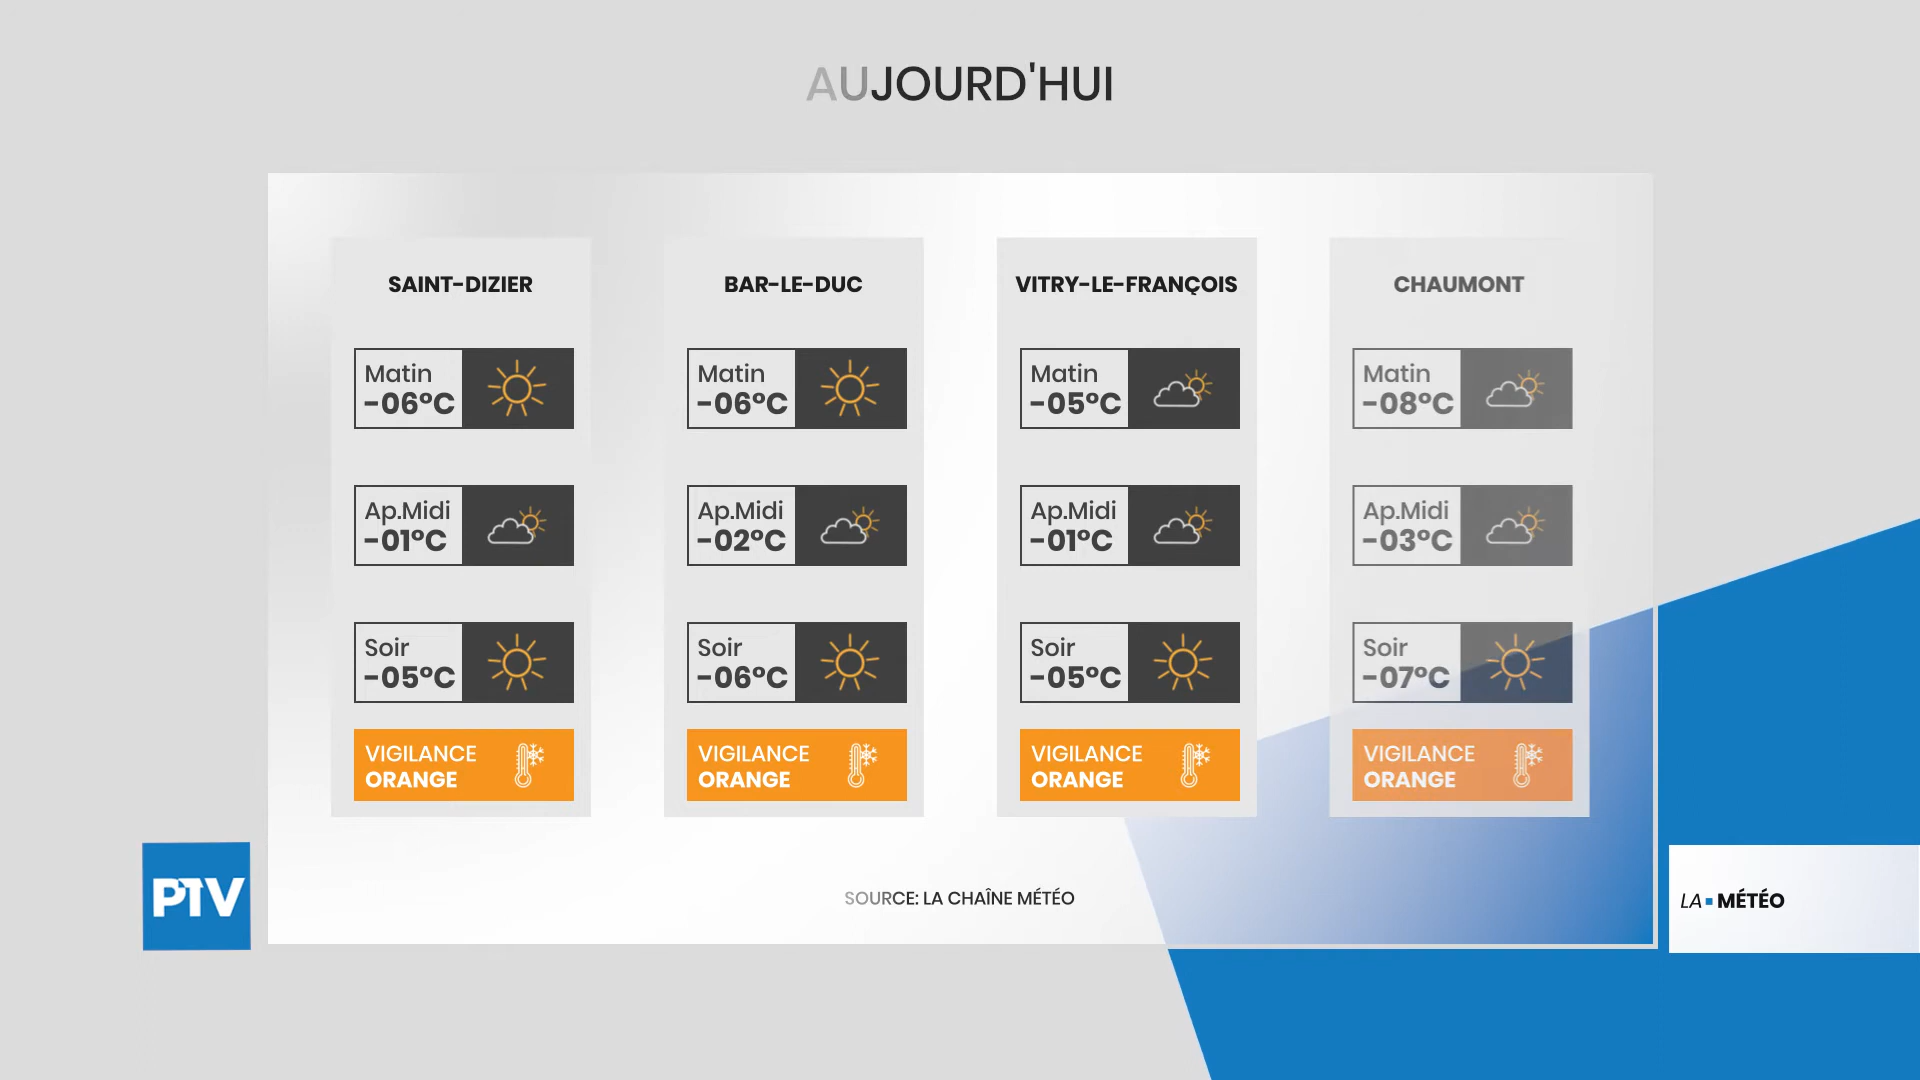 AUJOURD'HUI
SAINT-DIZIER
Matin
-06°C
Ap.Midi
-01°C
Soir
-05°C
VIGILANCE
ORANGE
BAR-LE-DUC
Matin
-06°C
Ap.Midi
-02°C
Soir
-06°C
VIGILANCE
ORANGE
VITRY-LE-FRANÇOIS
Matin
-05°C
Ap.Midi
-01°C
Soir
-05°C
VIGILANCE
ORANGE
CHAUMONT
Matin
-08°C
Ap.Midi
-03°C
Soir
-07°C
VIGILANCE
ORANGE
PTV
SOURCE: LA CHAÎNE MÉTÉO
LA MÉTÉO